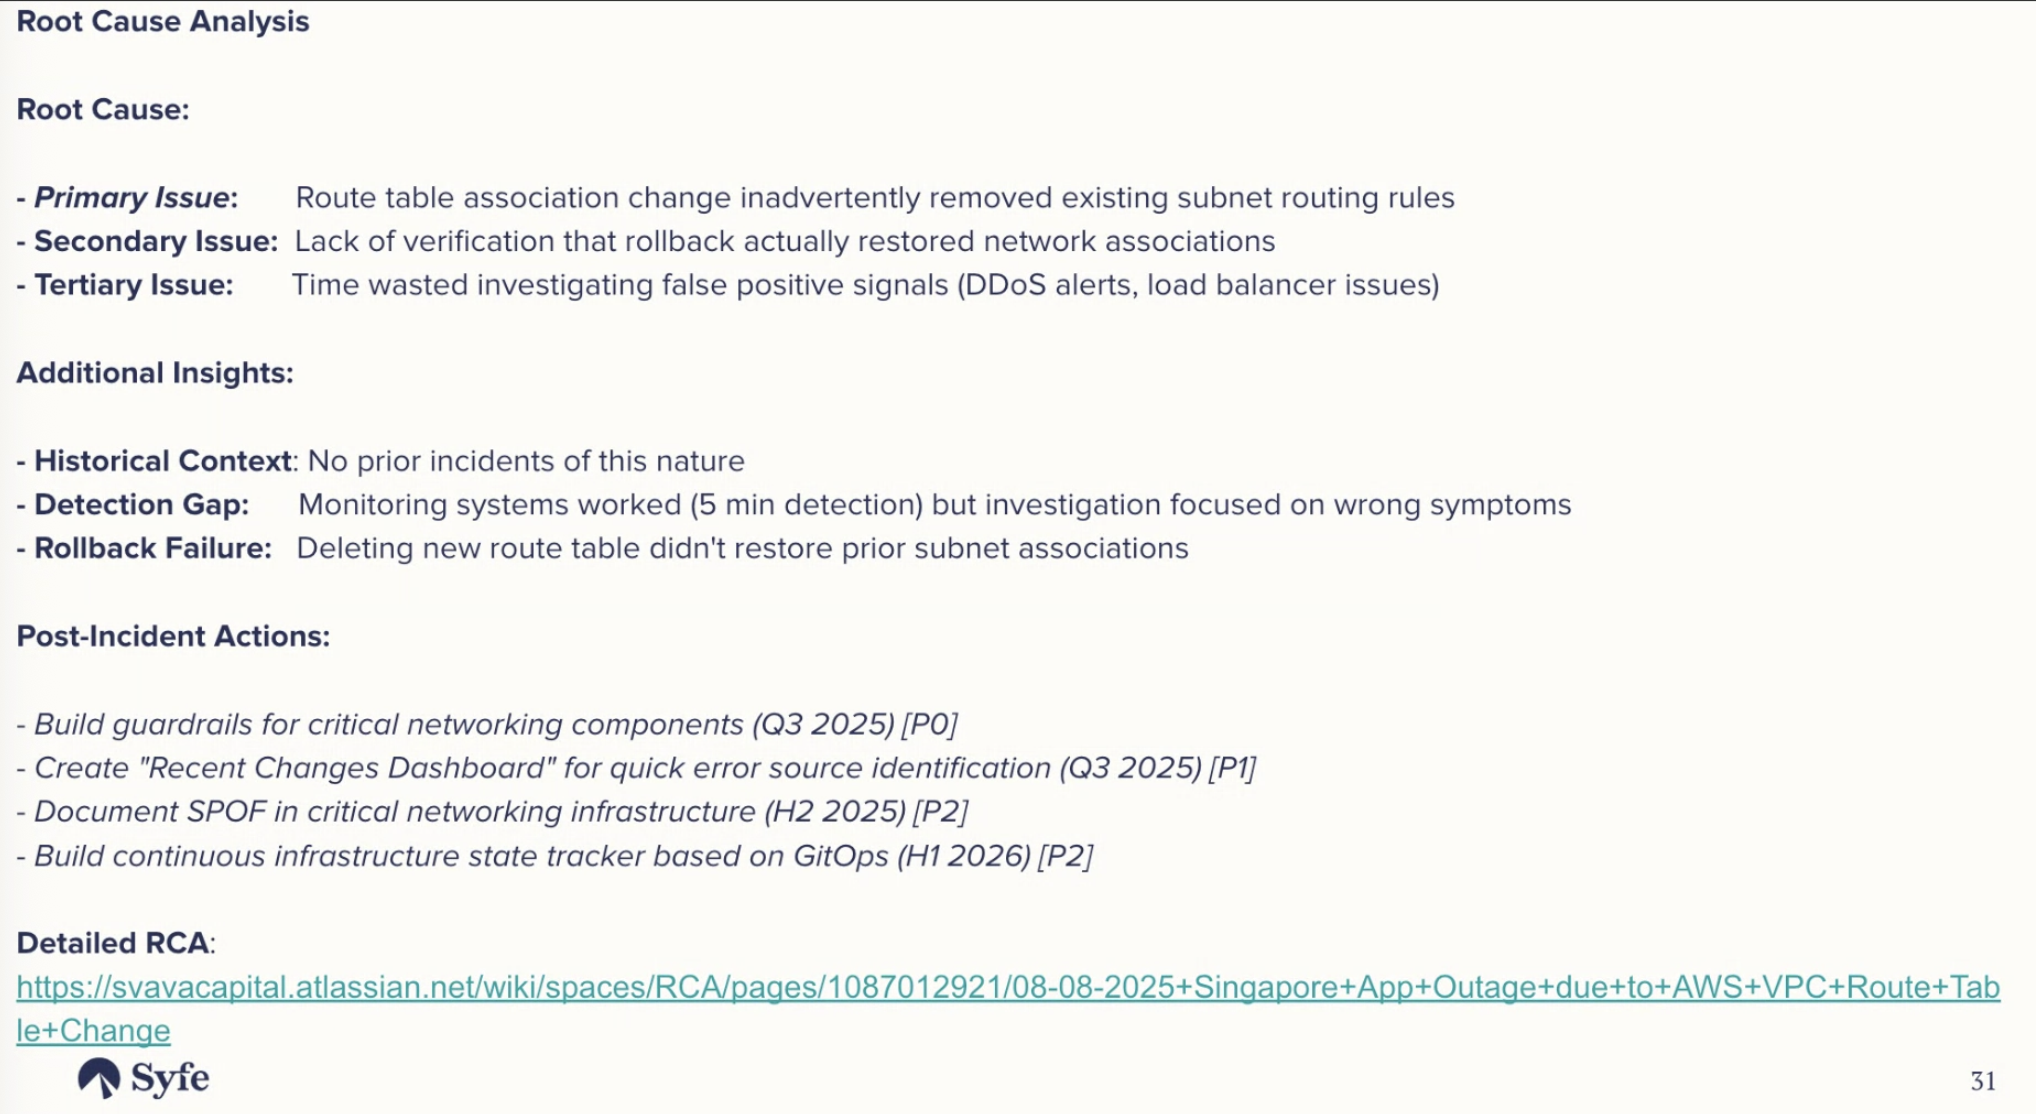 Root Cause Analysis
Root Cause:
- Primary Issue: Route table association change inadvertently removed existing subnet routing rules
- Secondary Issue: Lack of verification that rollback actually restored network associations
- Tertiary Issue: Time wasted investigating false positive signals (DDoS alerts, load balancer issues)
Additional Insights:
- Historical Context: No prior incidents of this nature
- Detection Gap: Monitoring systems worked (5 min detection) but investigation focused on wrong symptoms
- Rollback Failure: Deleting new route table didn't restore prior subnet associations
Post-Incident Actions:
- Build guardrails for critical networking components (Q3 2025) [P0]
- Create "Recent Changes Dashboard" for quick error source identification (Q3 2025) [P1]
- Document SPOF in critical networking infrastructure (H2 2025) [P2]
- Build continuous infrastructure state tracker based on GitOps (H1 2026) [P2]
Detailed RCA:
https://svavacapital.atlassian.net/wiki/spaces/RCA/pages/1087012921/08-08-2025+Singapore+App+Outage+due+to+AWS+VPC+Route+Tab
le+Change
Syfe
31